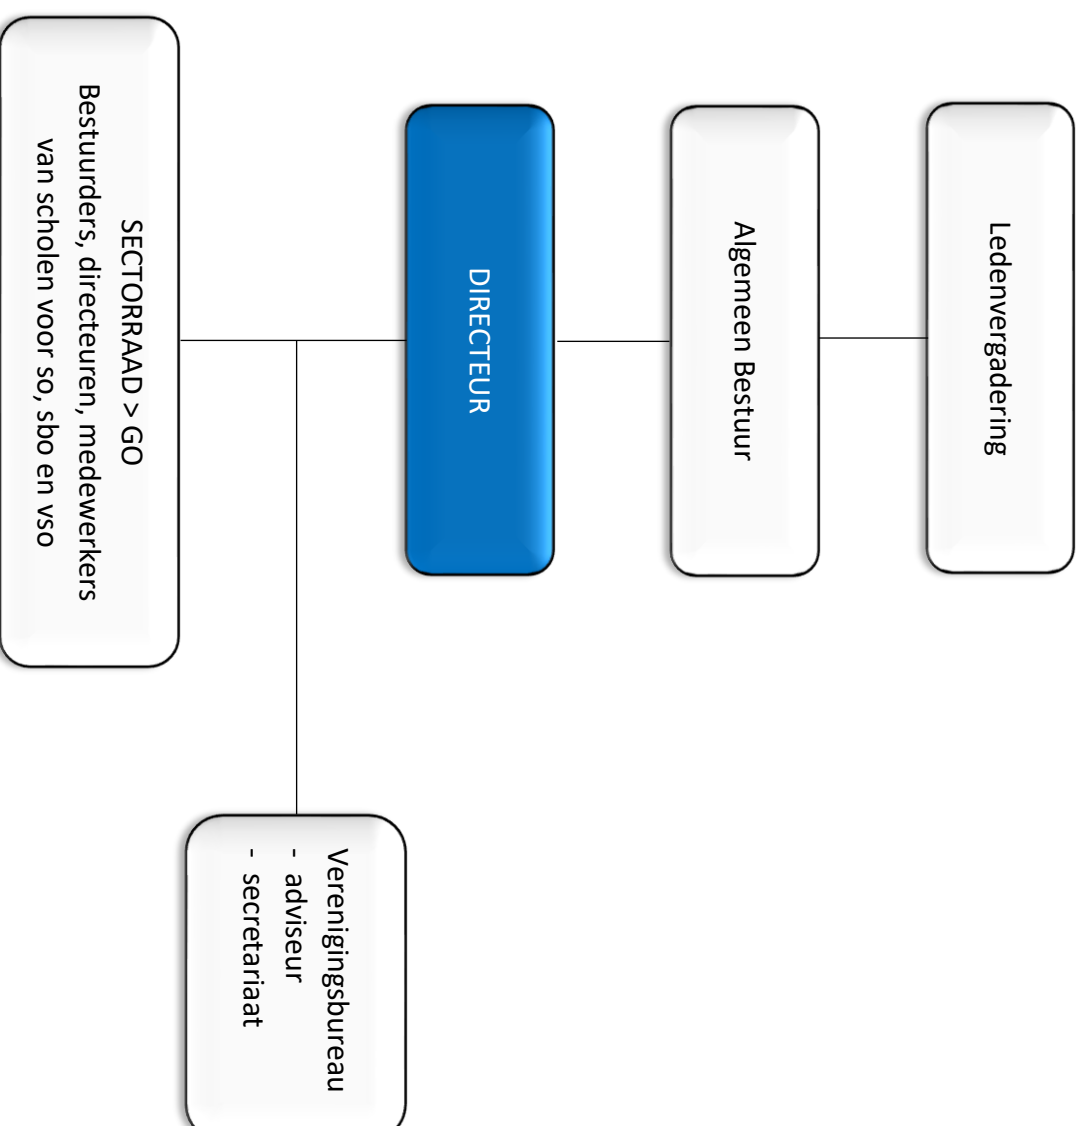 Ledenvergadering
Algemeen Bestuur
DIRECTEUR
Verenigingsbureau
- adviseur
- secretariaat
SECTORRAAD > GO
Bestuurders, directeuren, medewerkers
van scholen voor so, sbo en vso